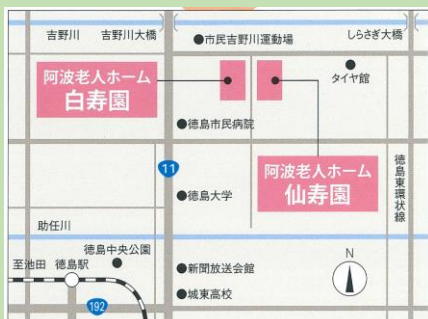 吉野川
吉野川大橋
●市民吉野川運動場
しらさぎ大橋
阿波老人ホーム
白寿園
タイヤ館
●徳島市民病院
阿波老人ホーム
仙寿園
11
●徳島大学
徳島東環状線
助任川
徳島中央公園
至池田
徳島駅
●新聞放送会館
●城東高校
192
N